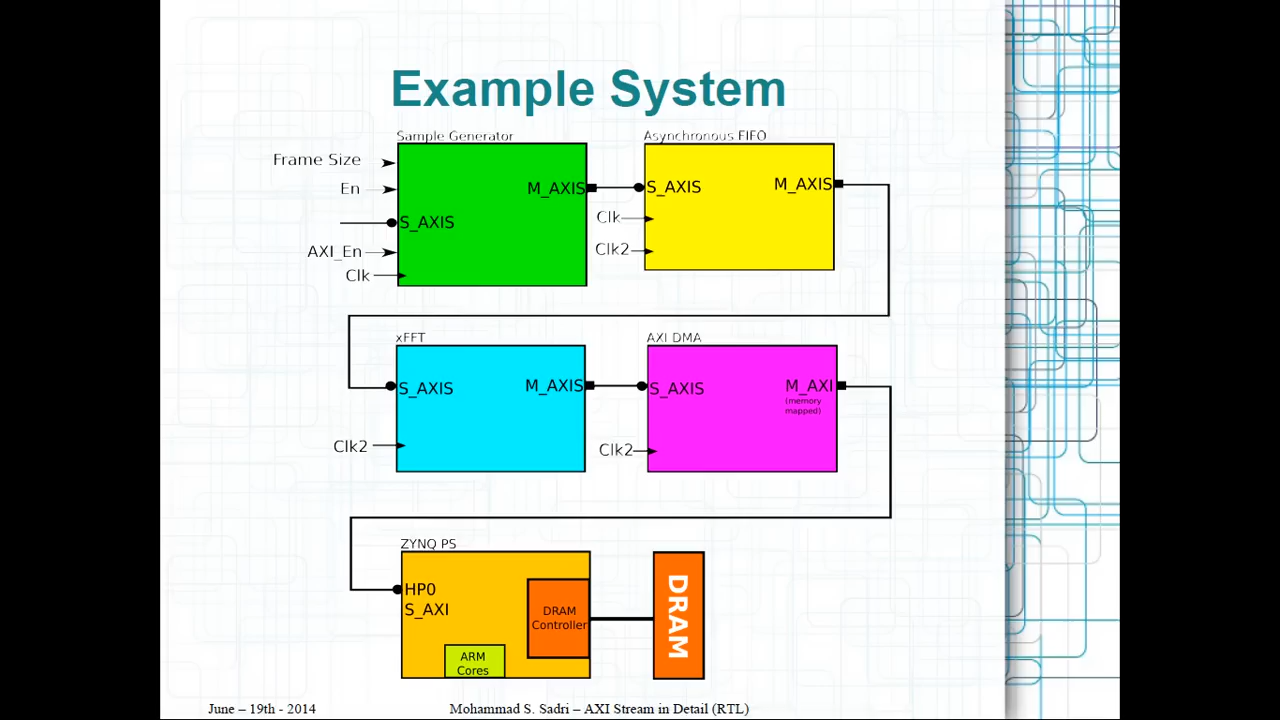 Example System
Sample Generator
Asynchronous FIFO
Frame Size
En
M_AXIS
S_AXIS
M_AXIS
S_AXIS
Clk
AXI_En
Clk2
Clk
xFFT
AXI DMA
S_AXIS
M_AXIS
S_AXIS
M_AXI
(memory
mapped)
Clk2
Clk2
ZYNQ PS
HP0
S_AXI
DRAM
Controller
DRAM
ARM
Cores
June – 19th - 2014
Mohammad S. Sadri – AXI Stream in Detail (RTL)